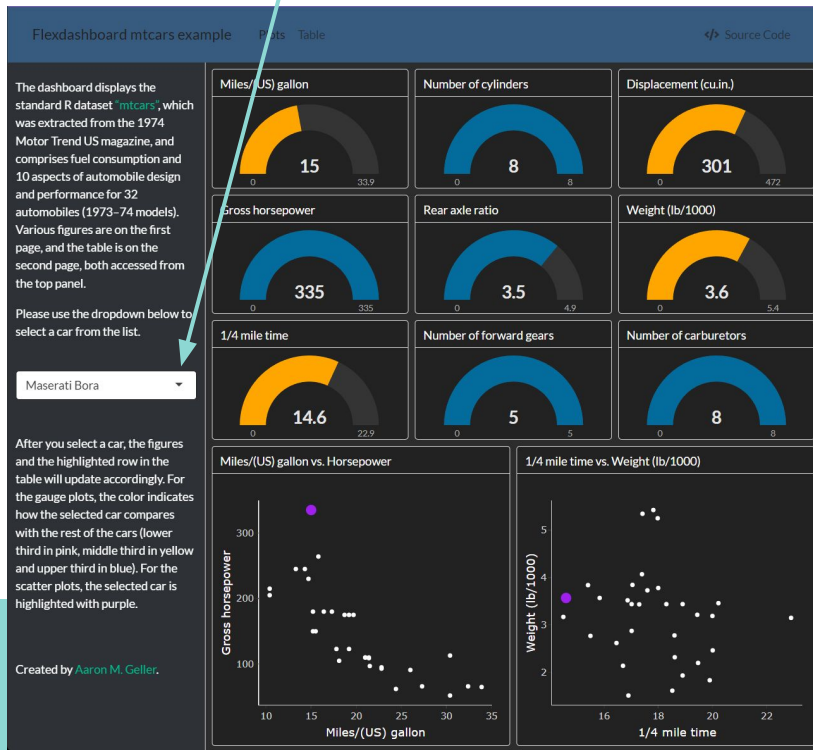 Flexdashboard mtcars example Plots Table </> Source Code
The dashboard displays the
standard R dataset "mtcars", which
was extracted from the 1974
Motor Trend US magazine, and
comprises fuel consumption and
10 aspects of automobile design
and performance for 32
automobiles (1973–74 models).
Various figures are on the first
page, and the table is on the
second page, both accessed from
the top panel.
Please use the dropdown below to
select a car from the list.
Maserati Bora
After you select a car, the figures
and the highlighted row in the
table will update accordingly. For
the gauge plots, the color indicates
how the selected car compares
with the rest of the cars (lower
third in pink, middle third in yellow
and upper third in blue). For the
scatter plots, the selected car is
highlighted with purple.
Created by Aaron M. Geller.
Miles/(US) gallon
15
0 33.9
Number of cylinders
8
0 8
Displacement (cu.in.)
301
0 472
Gross horsepower
335
0 335
Rear axle ratio
3.5
0 4.9
Weight (lb/1000)
3.6
0 5.4
1/4 mile time
14.6
0 22.9
Number of forward gears
5
0 5
Number of carburetors
8
0 8
Miles/(US) gallon vs. Horsepower
Gross horsepower
300
200
100
10 15 20 25 30 35
Miles/(US) gallon
1/4 mile time vs. Weight (lb/1000)
Weight (lb/1000)
5
4
3
2
16 18 20 22
1/4 mile time